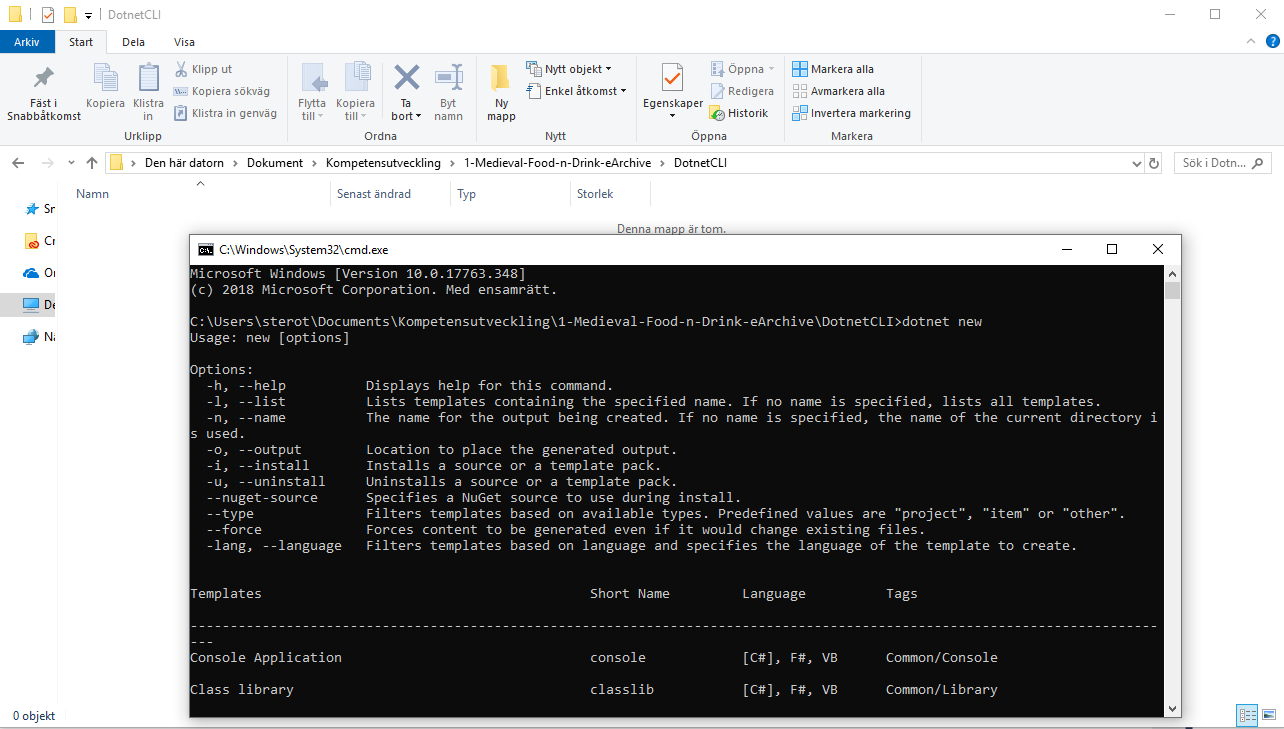 DotnetCLI
Arkiv Start Dela Visa
Fäst i Snabbåtkomst
Kopiera
Klistra in
Klipp ut
Kopiera sökväg
Klistra in genväg
Urklipp
Flytta till
Kopiera till
Ta bort
Byt namn
Ordna
Ny mapp
Nytt objekt
Enkel åtkomst
Nytt
Egenskaper
Öppna
Redigera
Historik
Öppna
Markera alla
Avmarkera alla
Invertera markering
Markera
Den här datorn > Dokument > Kompetensutveckling > 1-Medieval-Food-n-Drink-eArchive > DotnetCLI
Sök i Dotn...
Namn Senast ändrad Typ Storlek
Sn
Cr
On
De
Nä
Denna mapp är tom.
C:\Windows\System32\cmd.exe
Microsoft Windows [Version 10.0.17763.348]
(c) 2018 Microsoft Corporation. Med ensamrätt.
C:\Users\sterot\Documents\Kompetensutveckling\1-Medieval-Food-n-Drink-eArchive\DotnetCLI>dotnet new
Usage: new [options]
Options:
-h, --help Displays help for this command.
-l, --list Lists templates containing the specified name. If no name is specified, lists all templates.
-n, --name The name for the output being created. If no name is specified, the name of the current directory i
s used.
-o, --output Location to place the generated output.
-i, --install Installs a source or a template pack.
-u, --uninstall Uninstalls a source or a template pack.
--nuget-source Specifies a NuGet source to use during install.
--type Filters templates based on available types. Predefined values are "project", "item" or "other".
--force Forces content to be generated even if it would change existing files.
-lang, --language Filters templates based on language and specifies the language of the template to create.
Templates Short Name Language Tags
----------------------------------------------------------------------------------------------------------------------------
---
Console Application console [C#], F#, VB Common/Console
Class library classlib [C#], F#, VB Common/Library
0 objekt